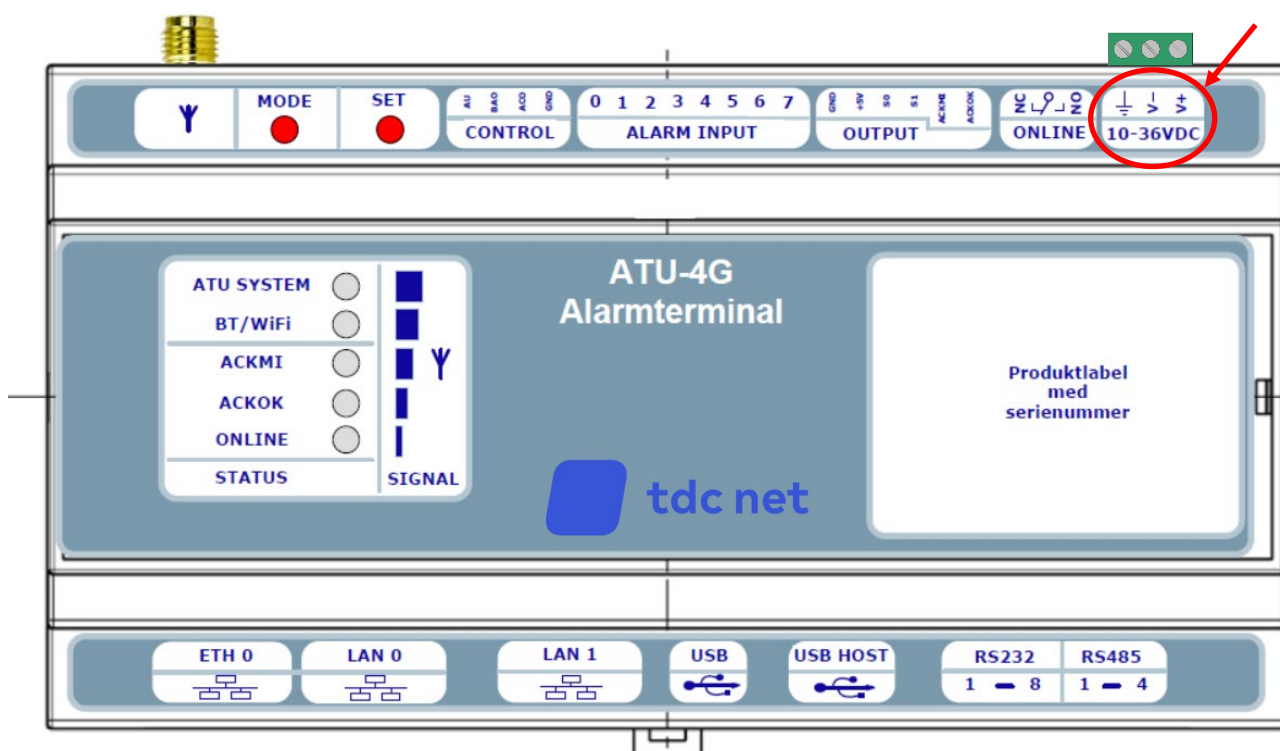 MODE
SET
AU
BAO
ACO
GND
CONTROL
0 1 2 3 4 5 6 7
ALARM INPUT
GND
+5V
S0
S1
ACKMI
ACKOK
OUTPUT
NC NO
ONLINE
V- V+
10-36VDC
ATU SYSTEM
BT/WiFi
ACKMI
ACKOK
ONLINE
STATUS
SIGNAL
ATU-4G
Alarmterminal
tdc net
Produktlabel
med
serienummer
ETH 0
LAN 0
LAN 1
USB
USB HOST
RS232
1 - 8
RS485
1 - 4